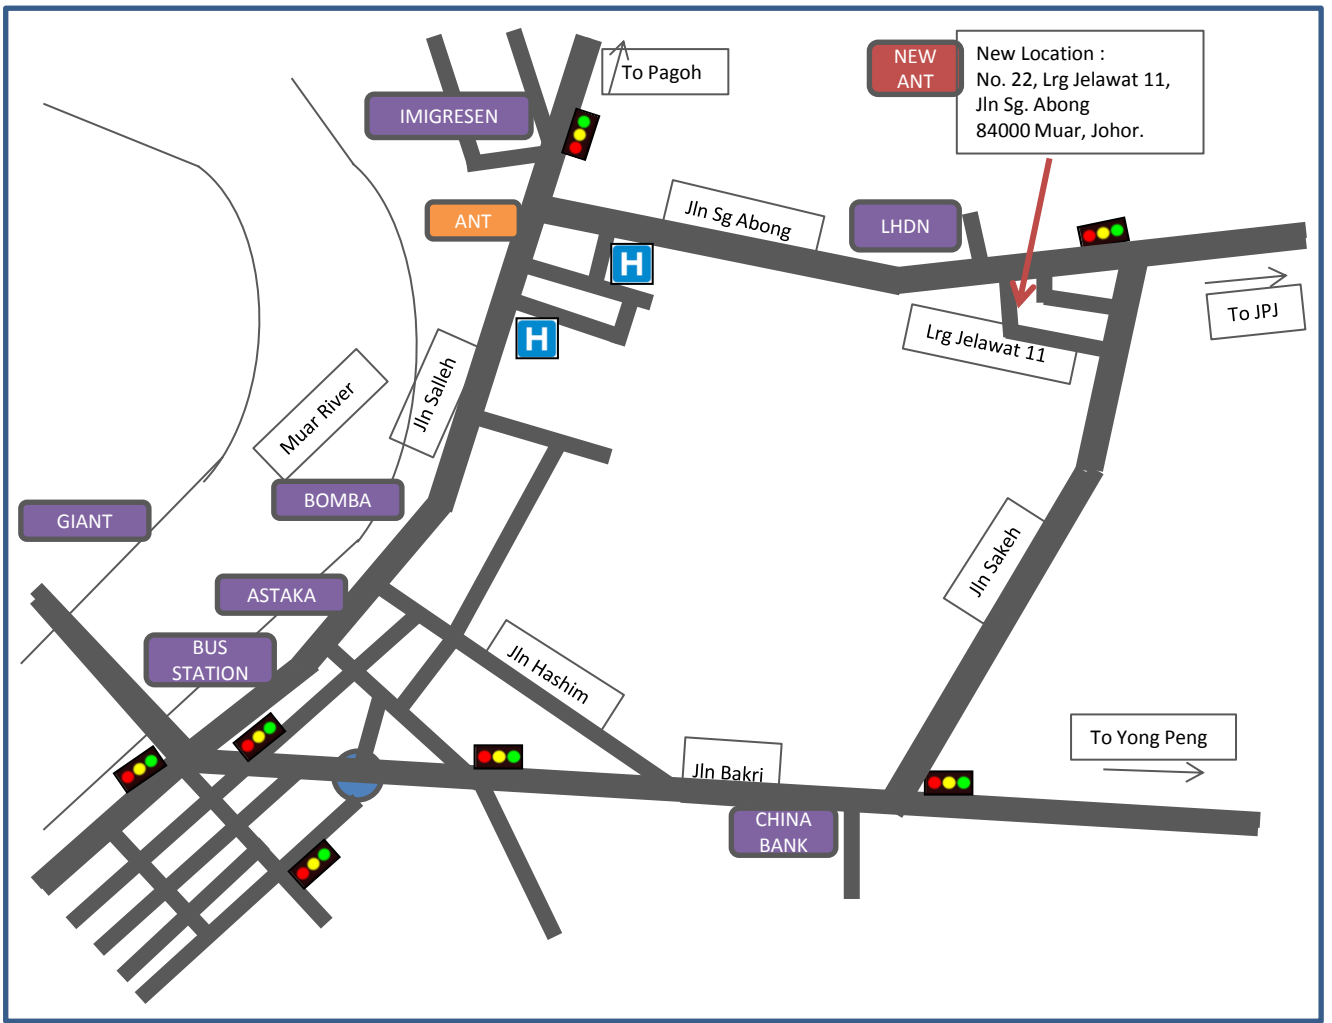 To Pagoh
NEW
ANT
New Location :
No. 22, Lrg Jelawat 11,
Jln Sg. Abong
84000 Muar, Johor.
IMIGRESEN
ANT
Jln Sg Abong
LHDN
H
To JPJ
H
Lrg Jelawat 11
Jln Salleh
Muar River
BOMBA
GIANT
Jln Sakeh
ASTAKA
BUS
STATION
Jln Hashim
To Yong Peng
Jln Bakri
CHINA
BANK